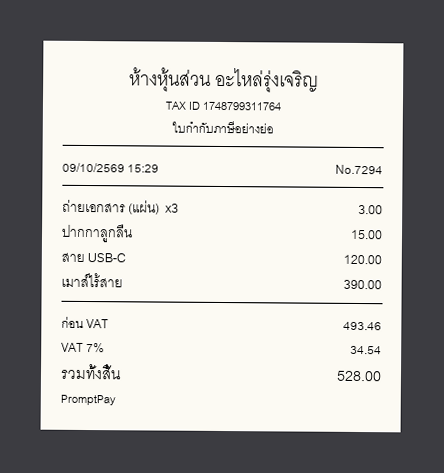 ห้างหุ้นส่วน อะไหล่รุ่งเจริญ
TAX ID 1748799311764
ใบกำกับภาษีอย่างย่อ
09/10/2569 15:29 No.7294
ถ่ายเอกสาร (แผ่น) x3 3.00
ปากกาลูกลื่น 15.00
สาย USB-C 120.00
เมาส์ไร้สาย 390.00
ก่อน VAT 493.46
VAT 7% 34.54
รวมทั้งสิ้น 528.00
PromptPay